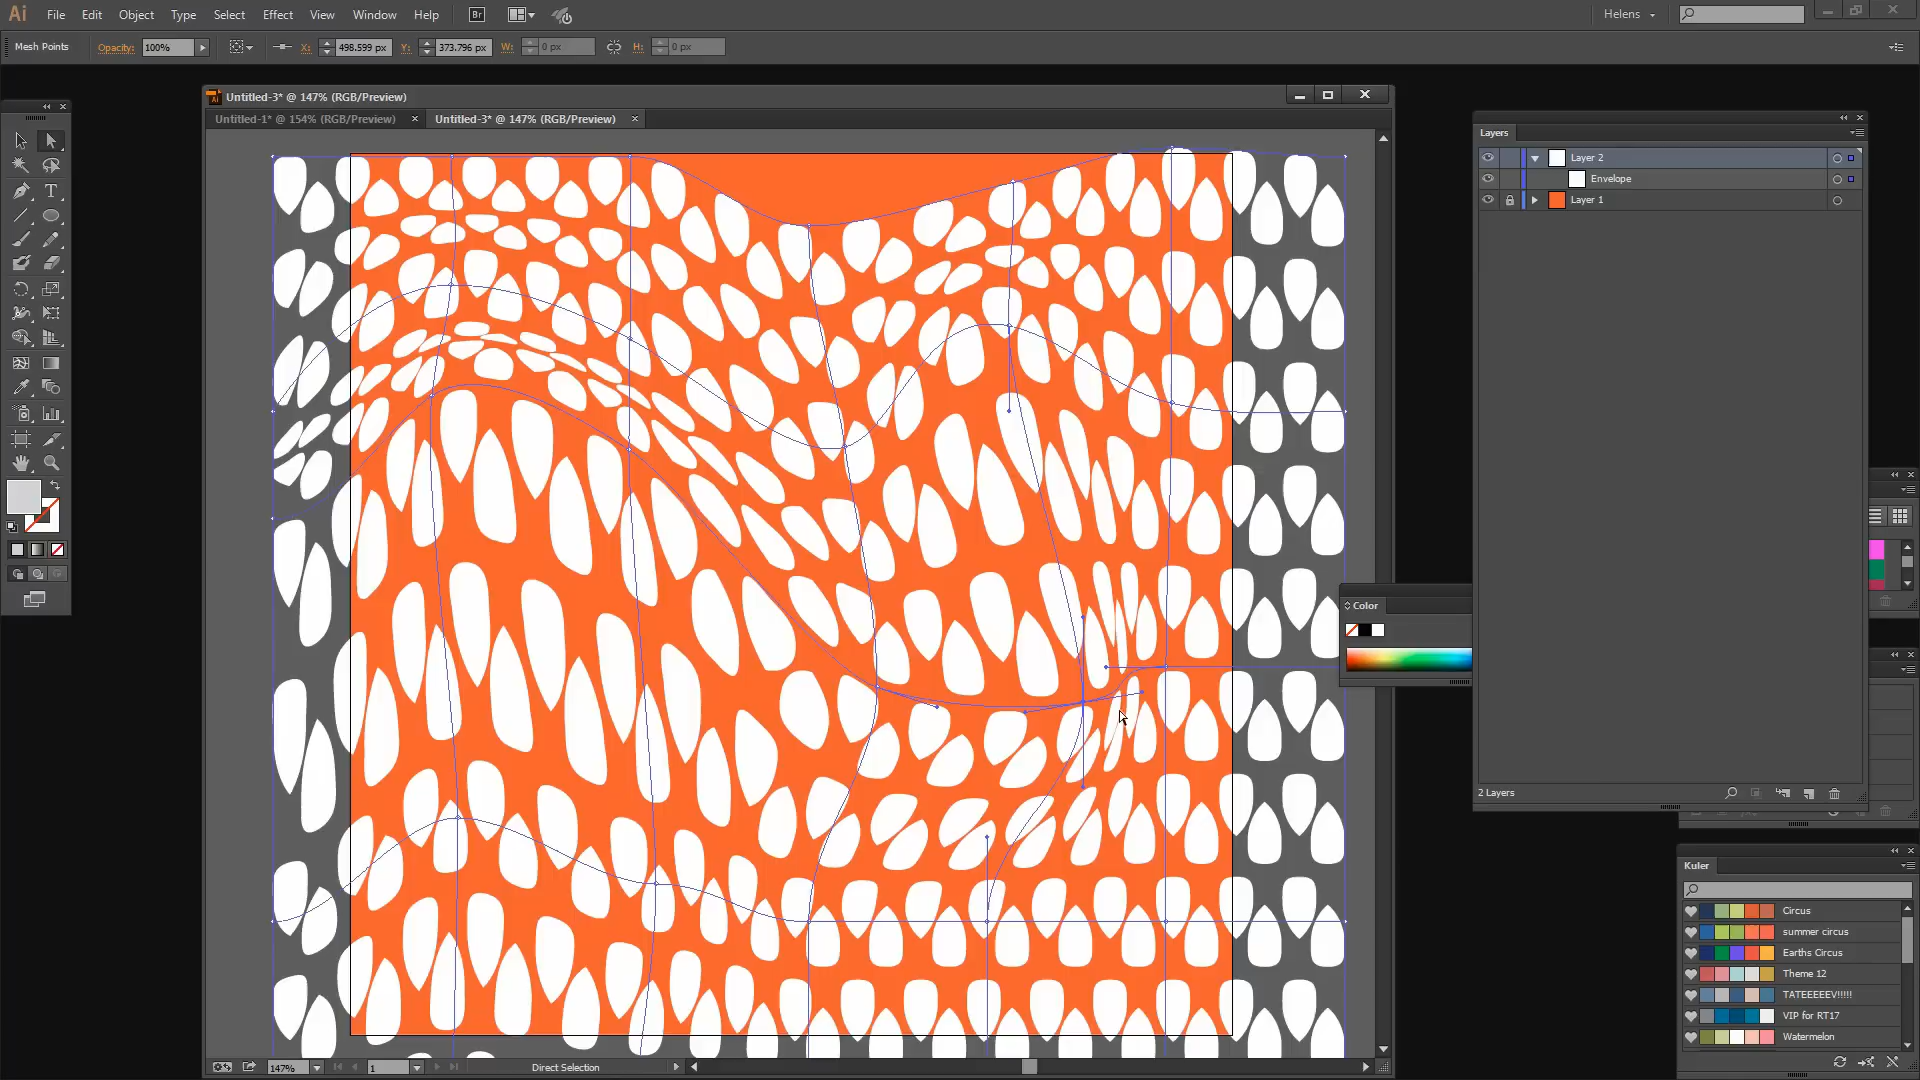 Ai File Edit Object Type Select Effect View Window Help Br Helens
Mesh Points Opacity: 100% X: 498.599 px Y: 373.796 px W: 0 px H: 0 px
Untitled-3* @ 147% (RGB/Preview)
Untitled-1* @ 154% (RGB/Preview) Untitled-3* @ 147% (RGB/Preview)
Layers
Layer 2
Envelope
Layer 1
Color
2 Layers
Kuler
Circus
summer circus
Earths Circus
Theme 12
TATEEEEEV!!!!!
VIP for RT17
Watermelon
147% 1 Direct Selection